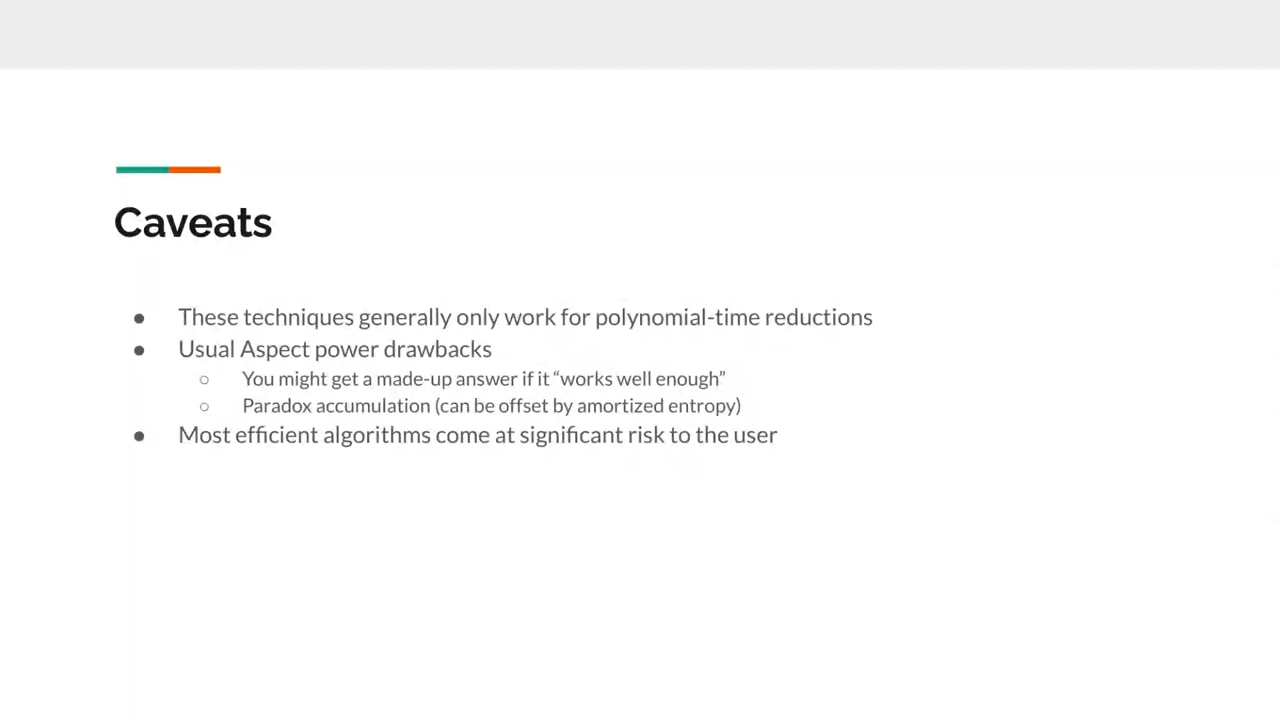 Caveats
● These techniques generally only work for polynomial-time reductions
● Usual Aspect power drawbacks
○ You might get a made-up answer if it “works well enough”
○ Paradox accumulation (can be offset by amortized entropy)
● Most efficient algorithms come at significant risk to the user